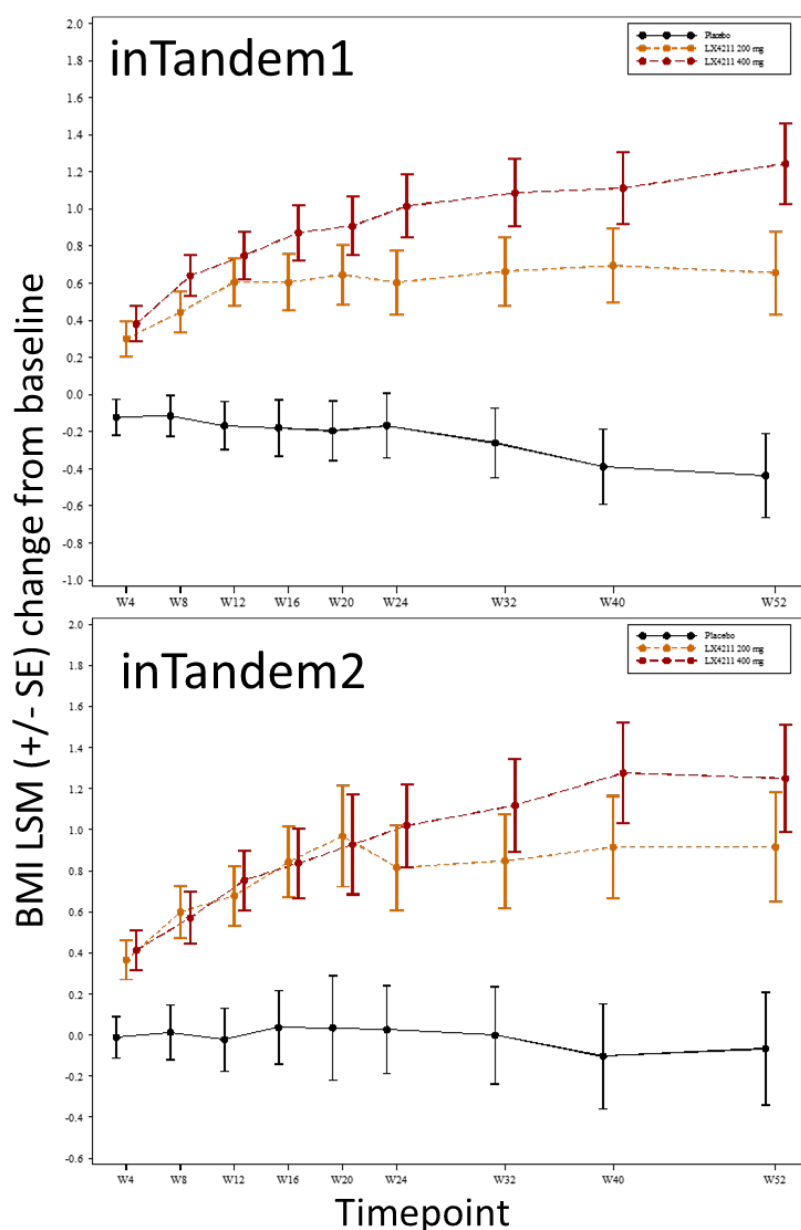 BMI LSM (+/- SE) change from baseline
inTandem1
Placebo
LX4211 200 mg
LX4211 400 mg
2.0
1.8
1.6
1.4
1.2
1.0
0.8
0.6
0.4
0.2
0.0
-0.2
-0.4
-0.6
-0.8
-1.0
W4 W8 W12 W16 W20 W24 W32 W40 W52
inTandem2
Placebo
LX4211 200 mg
LX4211 400 mg
2.0
1.8
1.6
1.4
1.2
1.0
0.8
0.6
0.4
0.2
0.0
-0.2
-0.4
-0.6
W4 W8 W12 W16 W20 W24 W32 W40 W52
Timepoint